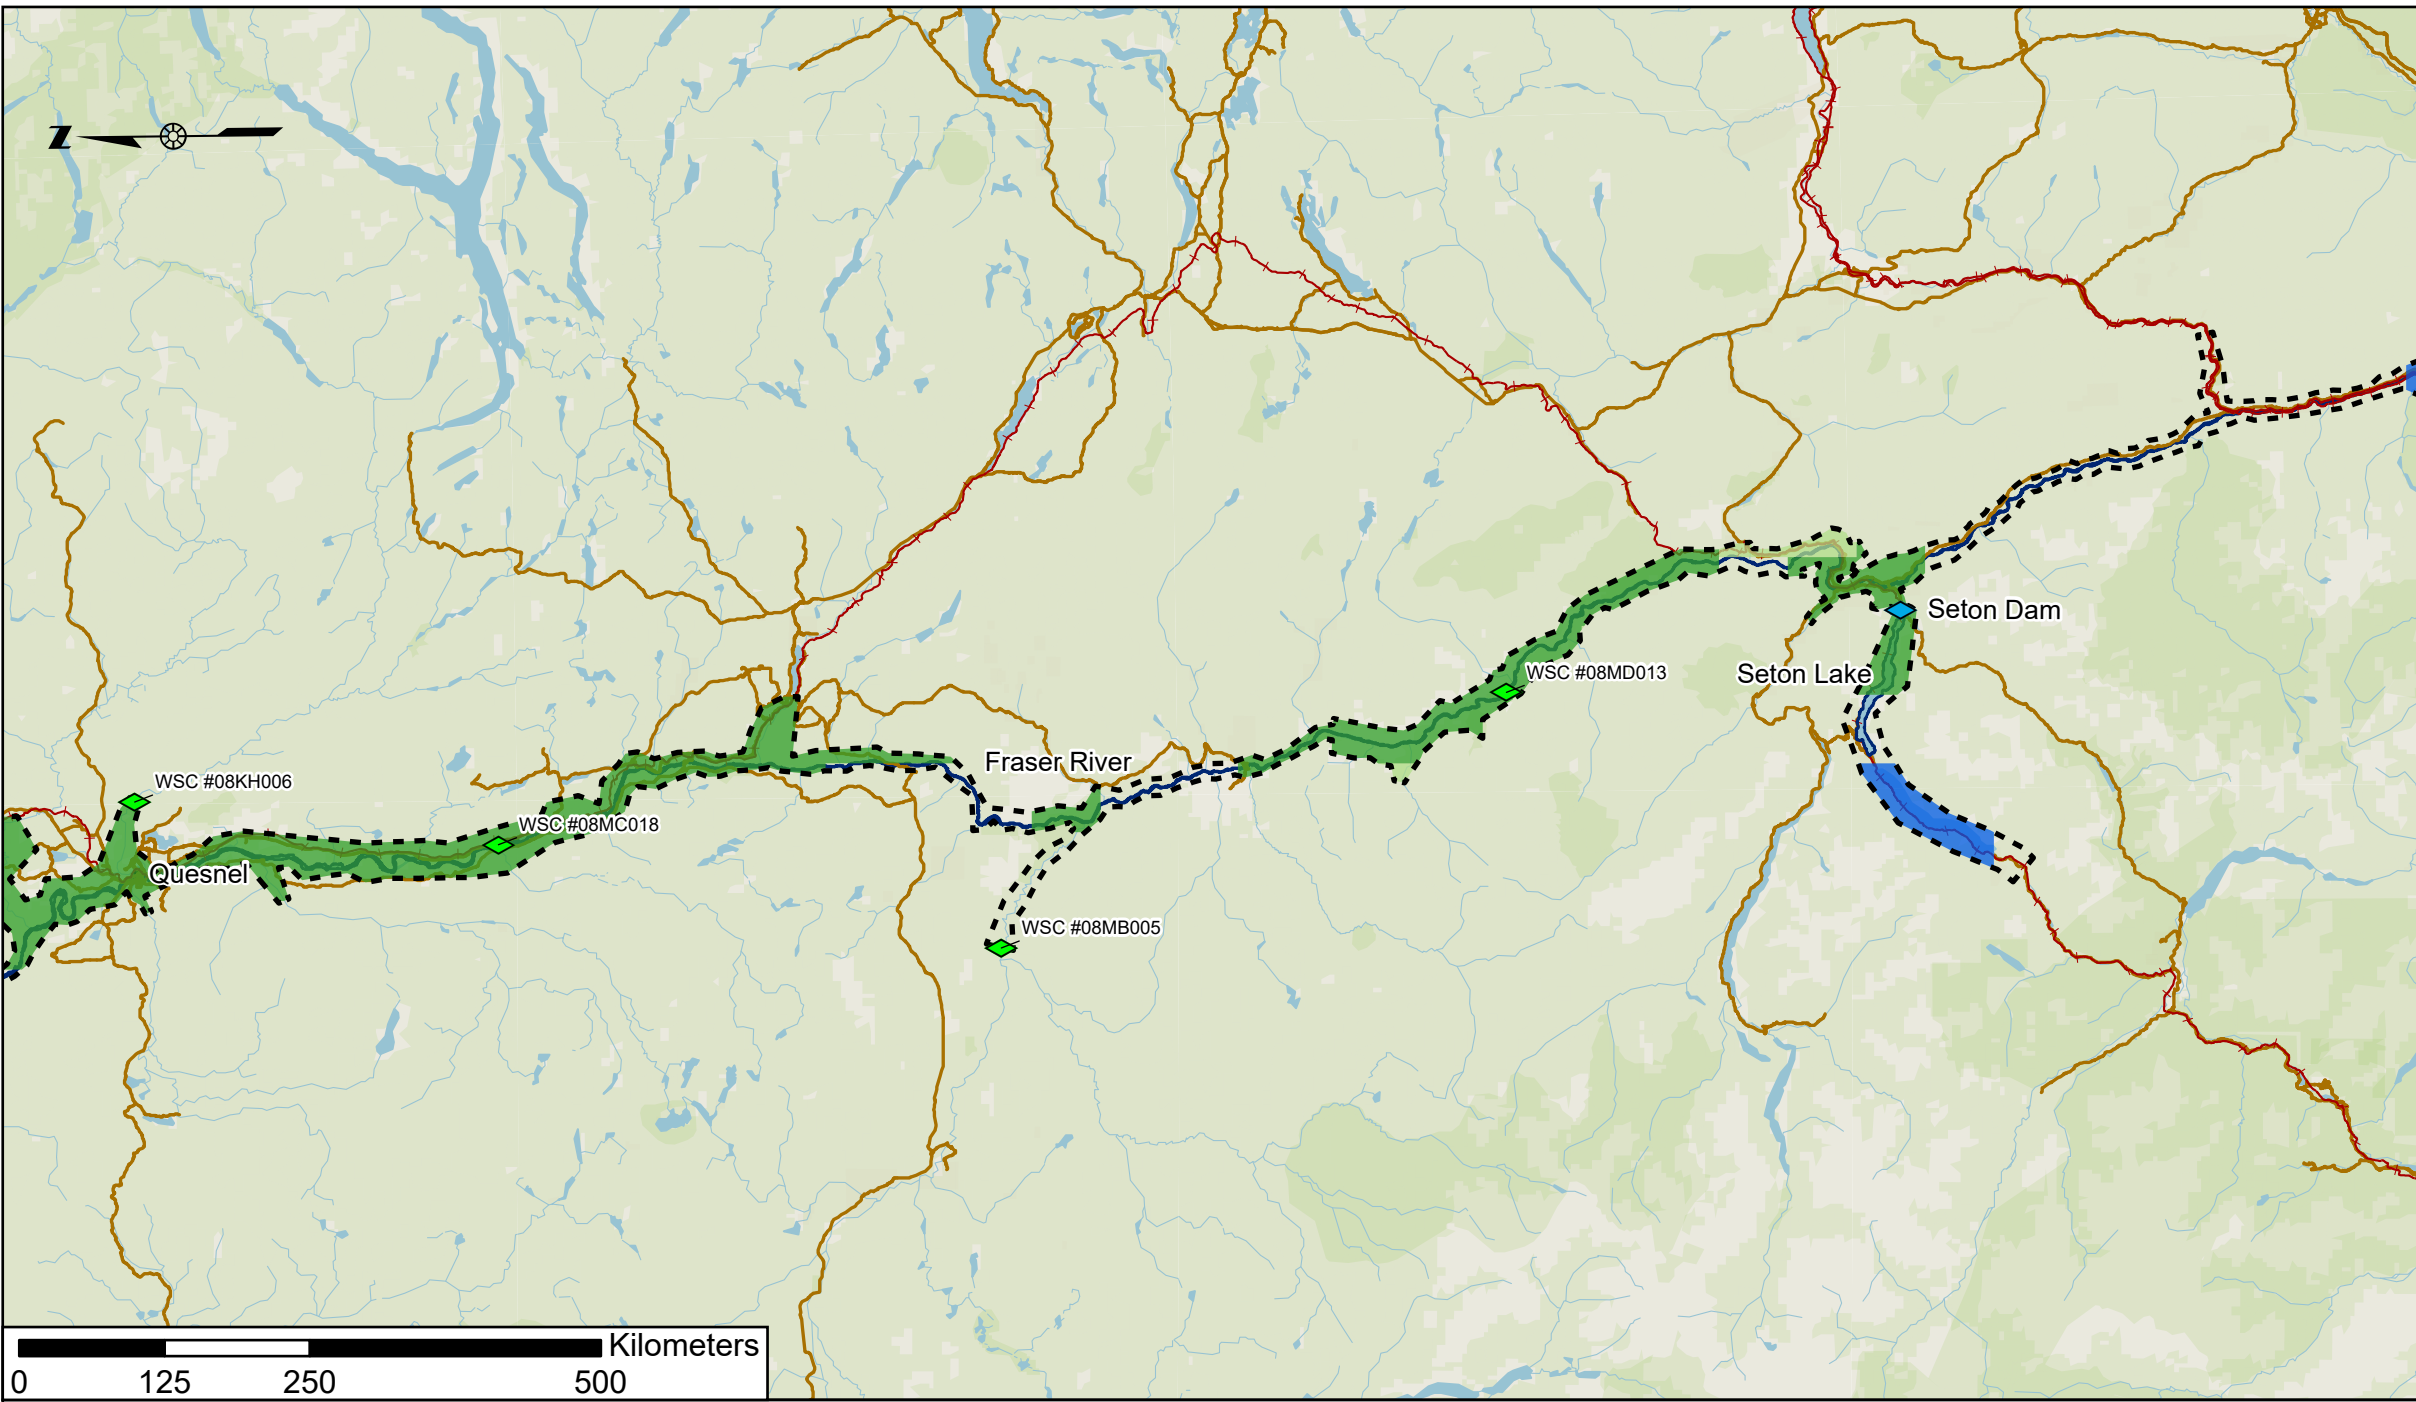 N
Seton Dam
WSC #08MD013
Seton Lake
Fraser River
WSC #08KH006
WSC #08MC018
Quesnel
WSC #08MB005
Kilometers
0 125 250 500